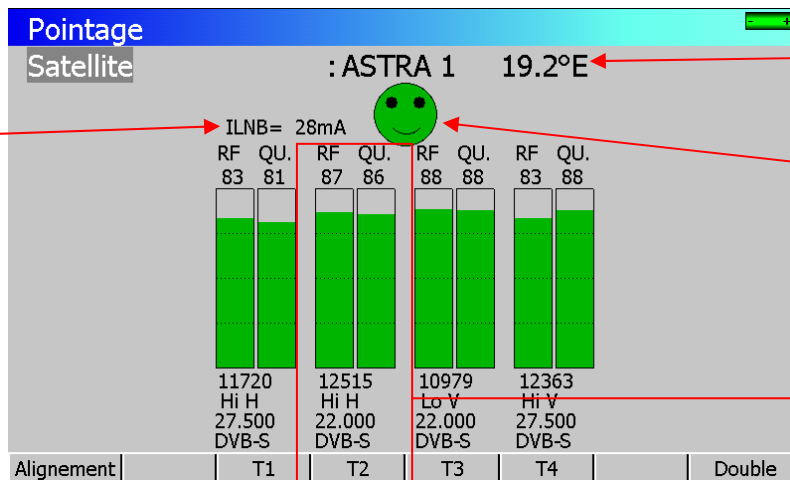 Pointage
- +
Satellite : ASTRA 1 19.2°E
ILNB= 28mA
RF QU. RF QU. RF QU. RF QU.
83 81 87 86 88 88 83 88
11720 12515 10979 12363
Hi H Hi H Lo V Hi V
27.500 22.000 22.000 27.500
DVB-S DVB-S DVB-S DVB-S
Alignement T1 T2 T3 T4 Double